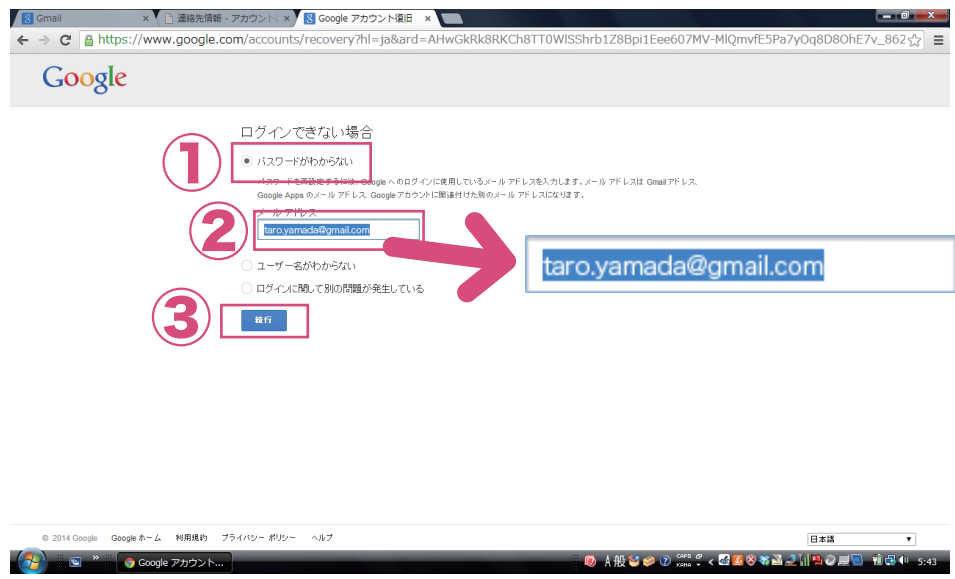 Gmail
連絡先情報 - アカウント
Google アカウント復旧
https://www.google.com/accounts/recovery?hl=ja&ard=AHwGkRk8RKCh8TT0WlSShrb1Z8Bpi1Eee607MV-MlQmvfE5Pa7yOq8D8OhE7v_862
Google
ログインできない場合
①
パスワードがわからない
パスワードを再設定するには、Google へのログインに使用しているメール アドレスを入力します。メール アドレスは Gmail アドレス、
Google Apps のメール アドレス、Google アカウントに関連付けた別のメール アドレスになります。
②
メール アドレス
taro.yamada@gmail.com
taro.yamada@gmail.com
ユーザー名がわからない
ログインに関して別の問題が発生している
③
続行
© 2014 Google Google ホーム 利用規約 プライバシー ポリシー ヘルプ
日本語
Google アカウント...
A 般
CAPS
KANA
5:43